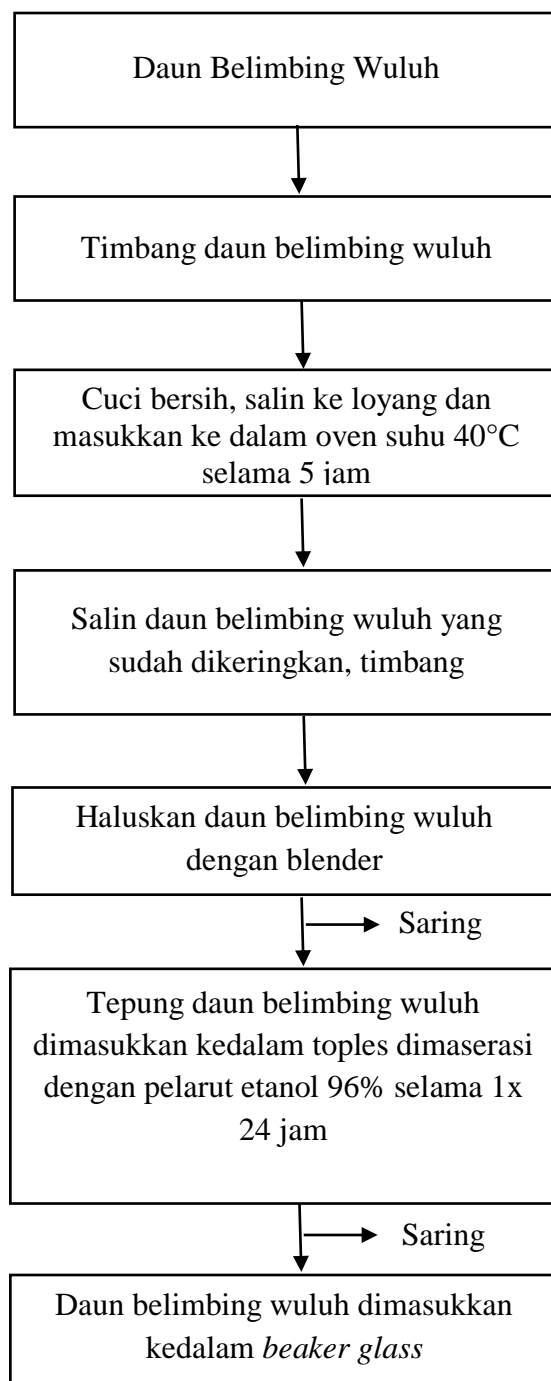 Daun Belimbing Wuluh
Timbang daun belimbing wuluh
Cuci bersih, salin ke loyang dan
masukkan ke dalam oven suhu 40°C
selama 5 jam
Salin daun belimbing wuluh yang
sudah dikeringkan, timbang
Haluskan daun belimbing wuluh
dengan blender
Saring
Tepung daun belimbing wuluh
dimasukkan kedalam toples dimaserasi
dengan pelarut etanol 96% selama 1x
24 jam
Saring
Daun belimbing wuluh dimasukkan
kedalam beaker glass